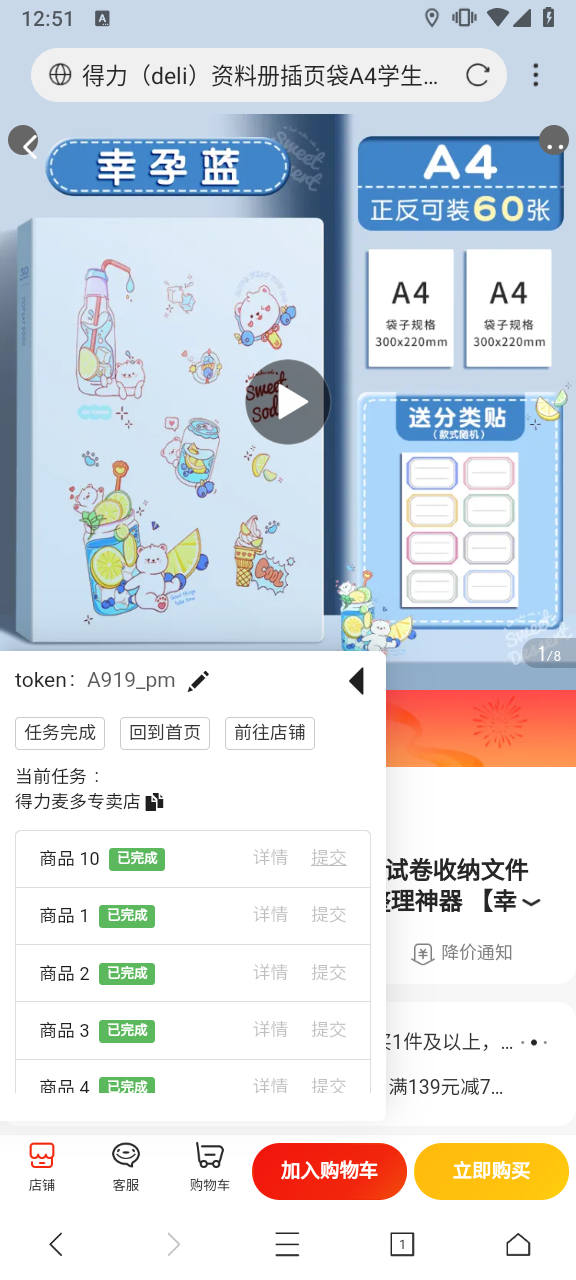 12:51
得力（deli）资料册插页袋A4学生...
幸孕蓝
A4
正反可装60张
A4
袋子规格
300x220mm
A4
袋子规格
300x220mm
Sweet
Soda
送分类贴
（款式随机）
COOL
Good things
take time
Sweet
Dessert
1/8
token： A919_pm
任务完成 回到首页 前往店铺
当前任务：
得力麦多专卖店
商品 10 已完成 详情 提交
商品 1 已完成 详情 提交
商品 2 已完成 详情 提交
商品 3 已完成 详情 提交
商品 4 已完成 详情 提交
试卷收纳文件
整理神器 【幸
降价通知
买1件及以上，...
满139元减7...
店铺 客服 购物车 加入购物车 立即购买
1